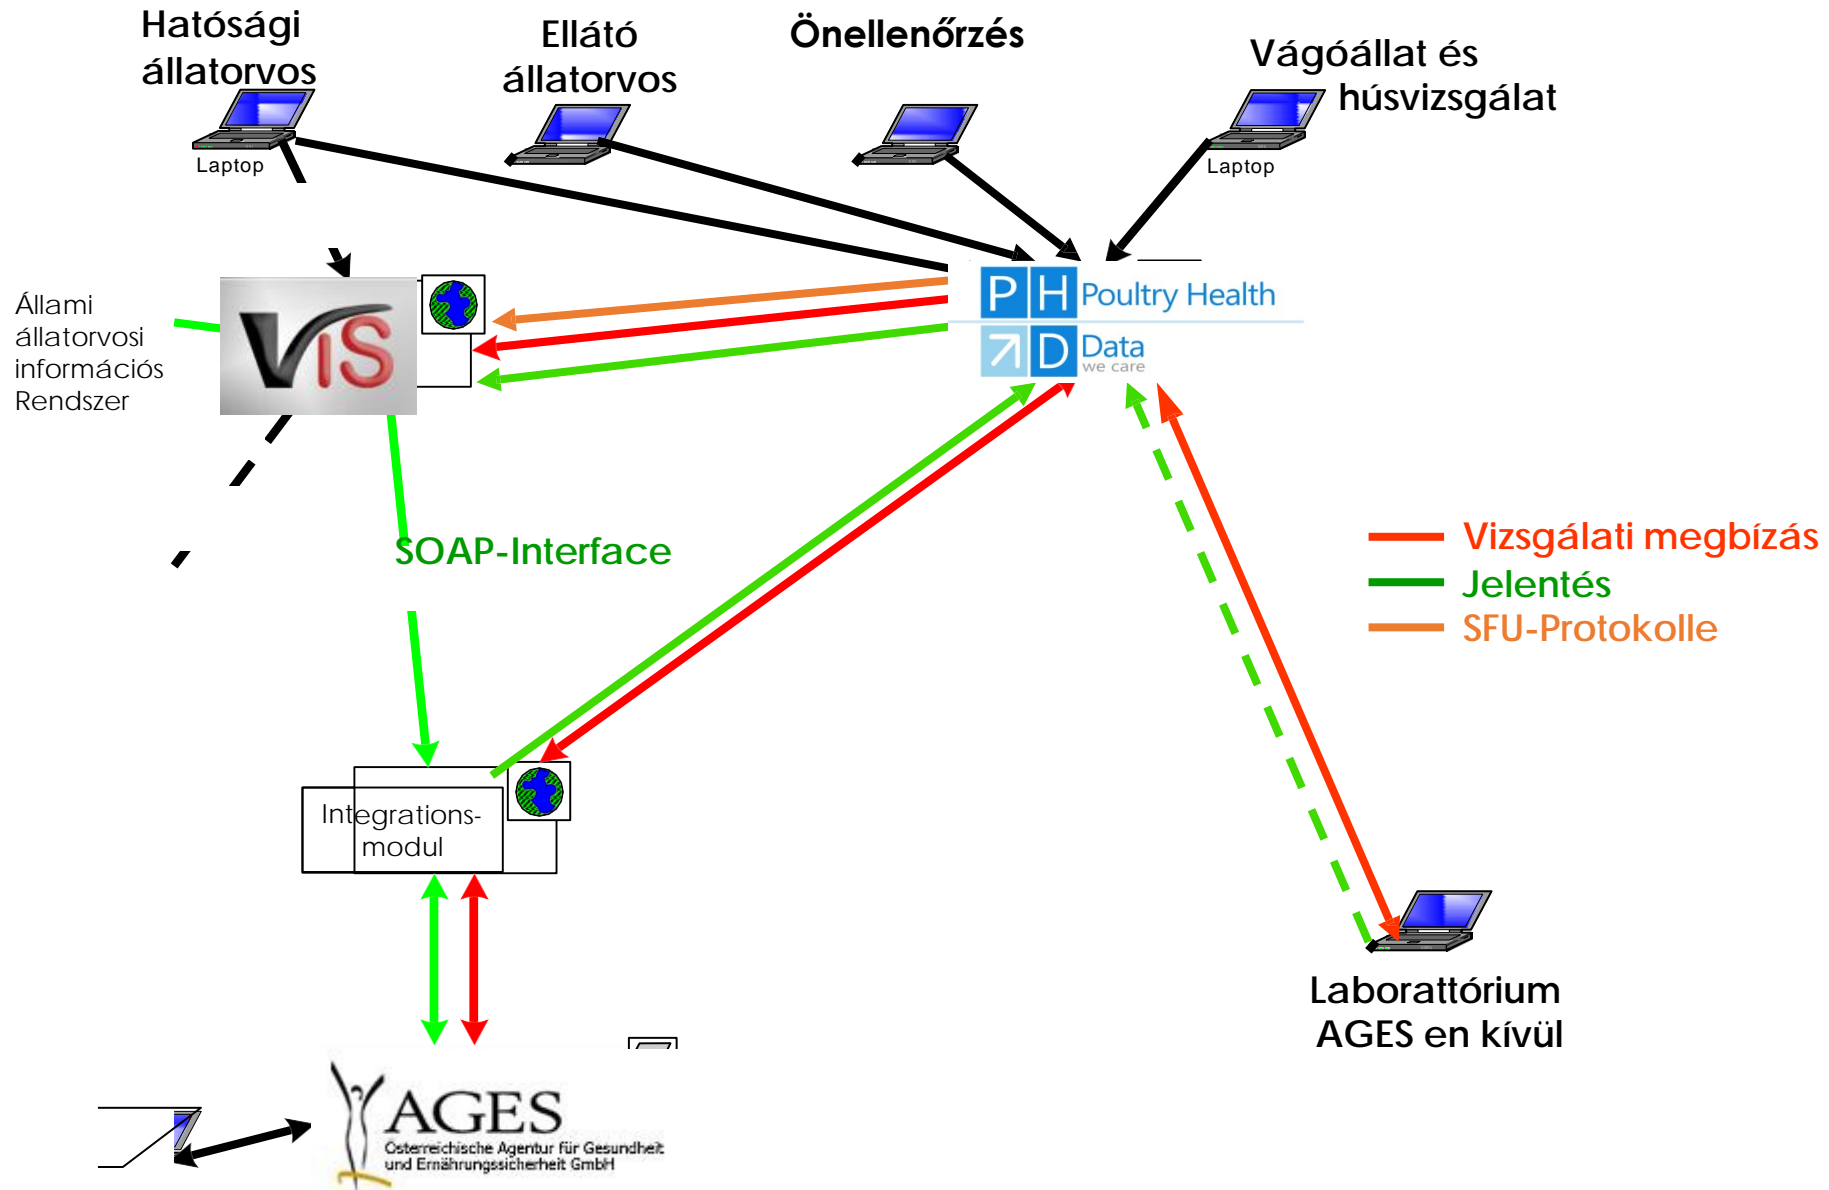 Hatósági
állatorvos
Laptop
Ellátó
állatorvos
Önellenőrzés
Vágóállat és
húsvizsgálat
Laptop
Állami
állatorvosi
információs
Rendszer
ViS
P H Poultry Health
D Data
we care
SOAP-Interface
Vizsgálati megbízás
Jelentés
SFU-Protokolle
Integrations-
modul
Laborattórium
AGES en kívül
AGES
Österreichische Agentur für Gesundheit
und Ernährungssicherheit GmbH